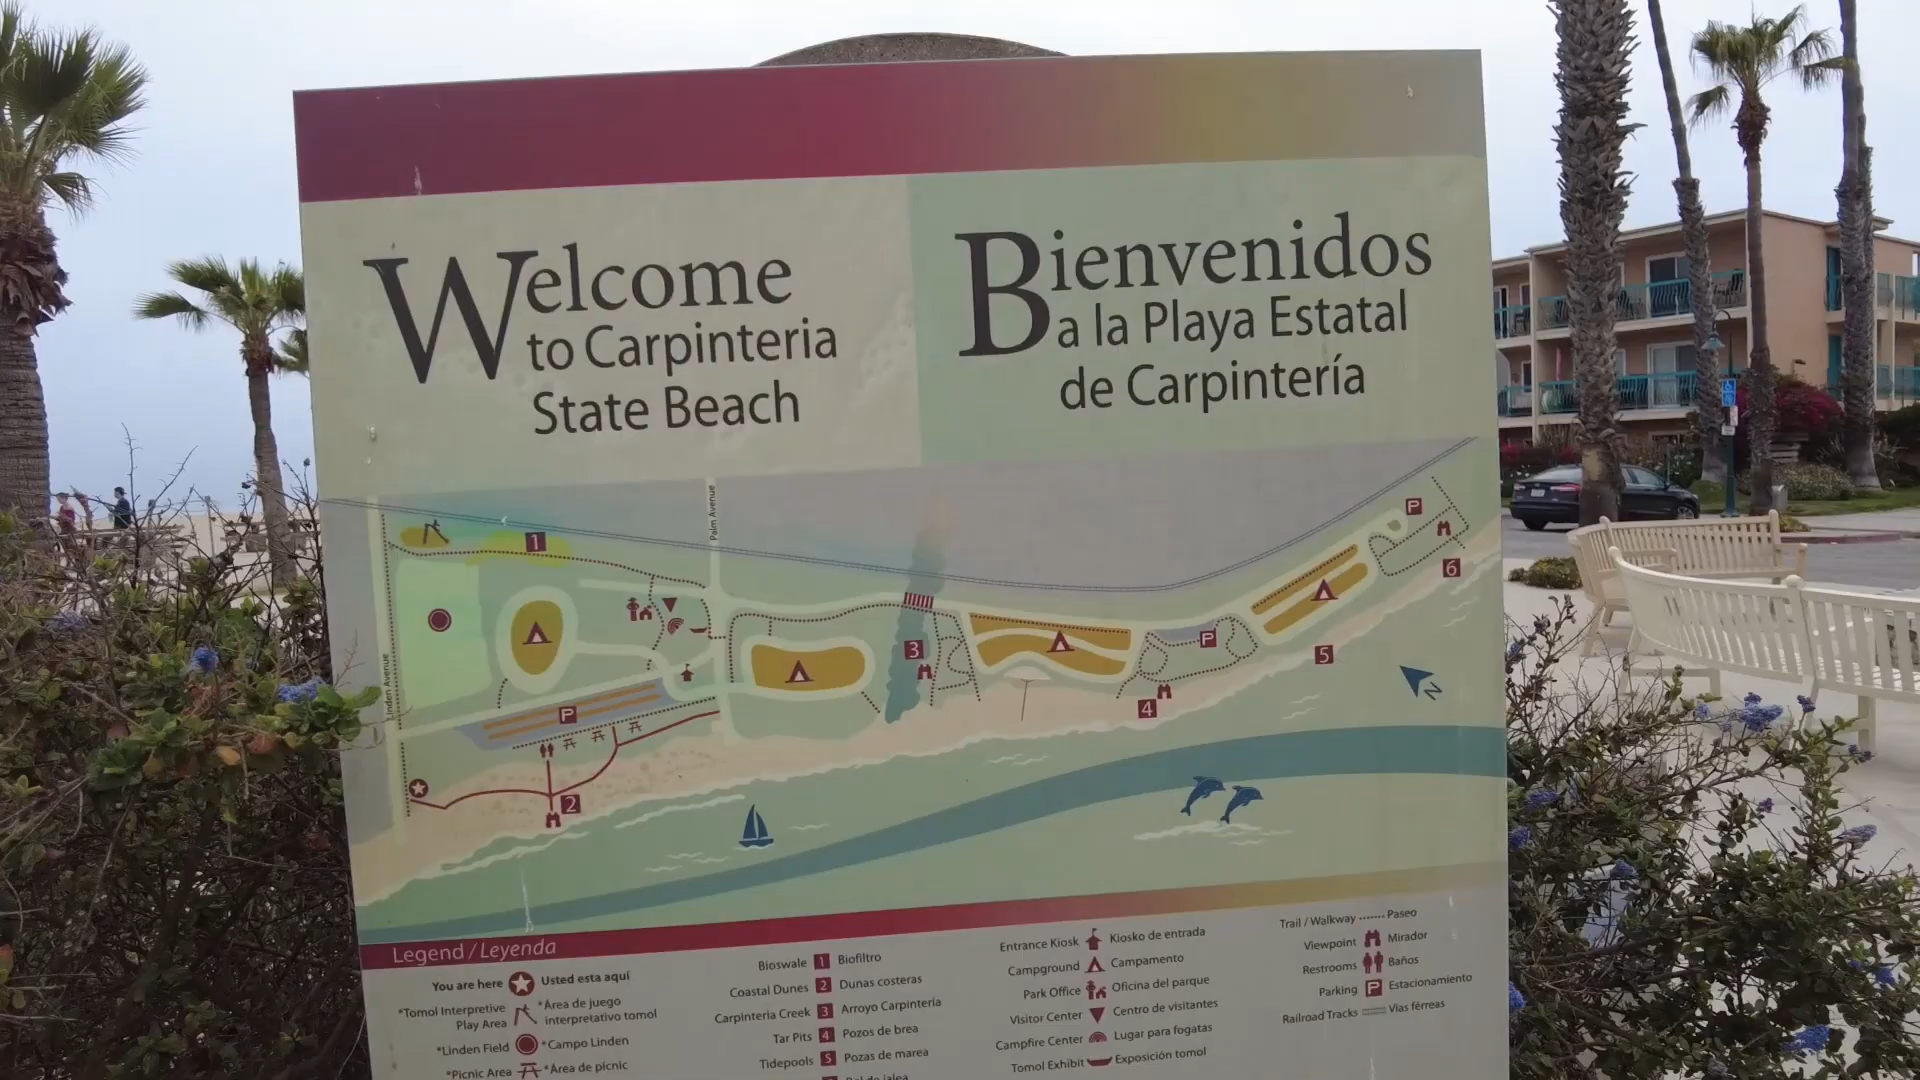 Welcome
to Carpinteria
State Beach
Bienvenidos
a la Playa Estatal
de Carpintería
Palm Avenue
Linden Avenue
1
2
3
4
5
6
P
P
P
N
Legend / Leyenda
You are here Usted esta aquí
*Tomol Interpretive
Play Area
*Área de juego
interpretativo tomol
*Linden Field *Campo Linden
*Picnic Area *Área de picnic
Bioswale 1 Biofiltro
Coastal Dunes 2 Dunas costeras
Carpinteria Creek 3 Arroyo Carpintería
Tar Pits 4 Pozos de brea
Tidepools 5 Pozas de marea
Entrance Kiosk Kiosko de entrada
Campground Campamento
Park Office Oficina del parque
Visitor Center Centro de visitantes
Campfire Center Lugar para fogatas
Tomol Exhibit Exposición tomol
Trail / Walkway Paseo
Viewpoint Mirador
Restrooms Baños
Parking P Estacionamiento
Railroad Tracks Vías férreas